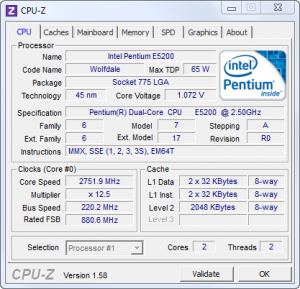 CPU-Z
CPU Caches Mainboard Memory SPD Graphics About
Processor
Name Intel Pentium E5200
Code Name Wolfdale Max TDP 65 W
Package Socket 775 LGA
Technology 45 nm Core Voltage 1.072 V
intel
Pentium
inside™
Specification Pentium(R) Dual-Core CPU E5200 @ 2.50GHz
Family 6 Model 7 Stepping A
Ext. Family 6 Ext. Model 17 Revision R0
Instructions MMX, SSE (1, 2, 3, 3S), EM64T
Clocks (Core #0)
Core Speed 2751.9 MHz
Multiplier x 12.5
Bus Speed 220.2 MHz
Rated FSB 880.6 MHz
Cache
L1 Data 2 x 32 KBytes 8-way
L1 Inst. 2 x 32 KBytes 8-way
Level 2 2048 KBytes 8-way
Level 3
Selection Processor #1 Cores 2 Threads 2
CPU-Z Version 1.58 Validate OK